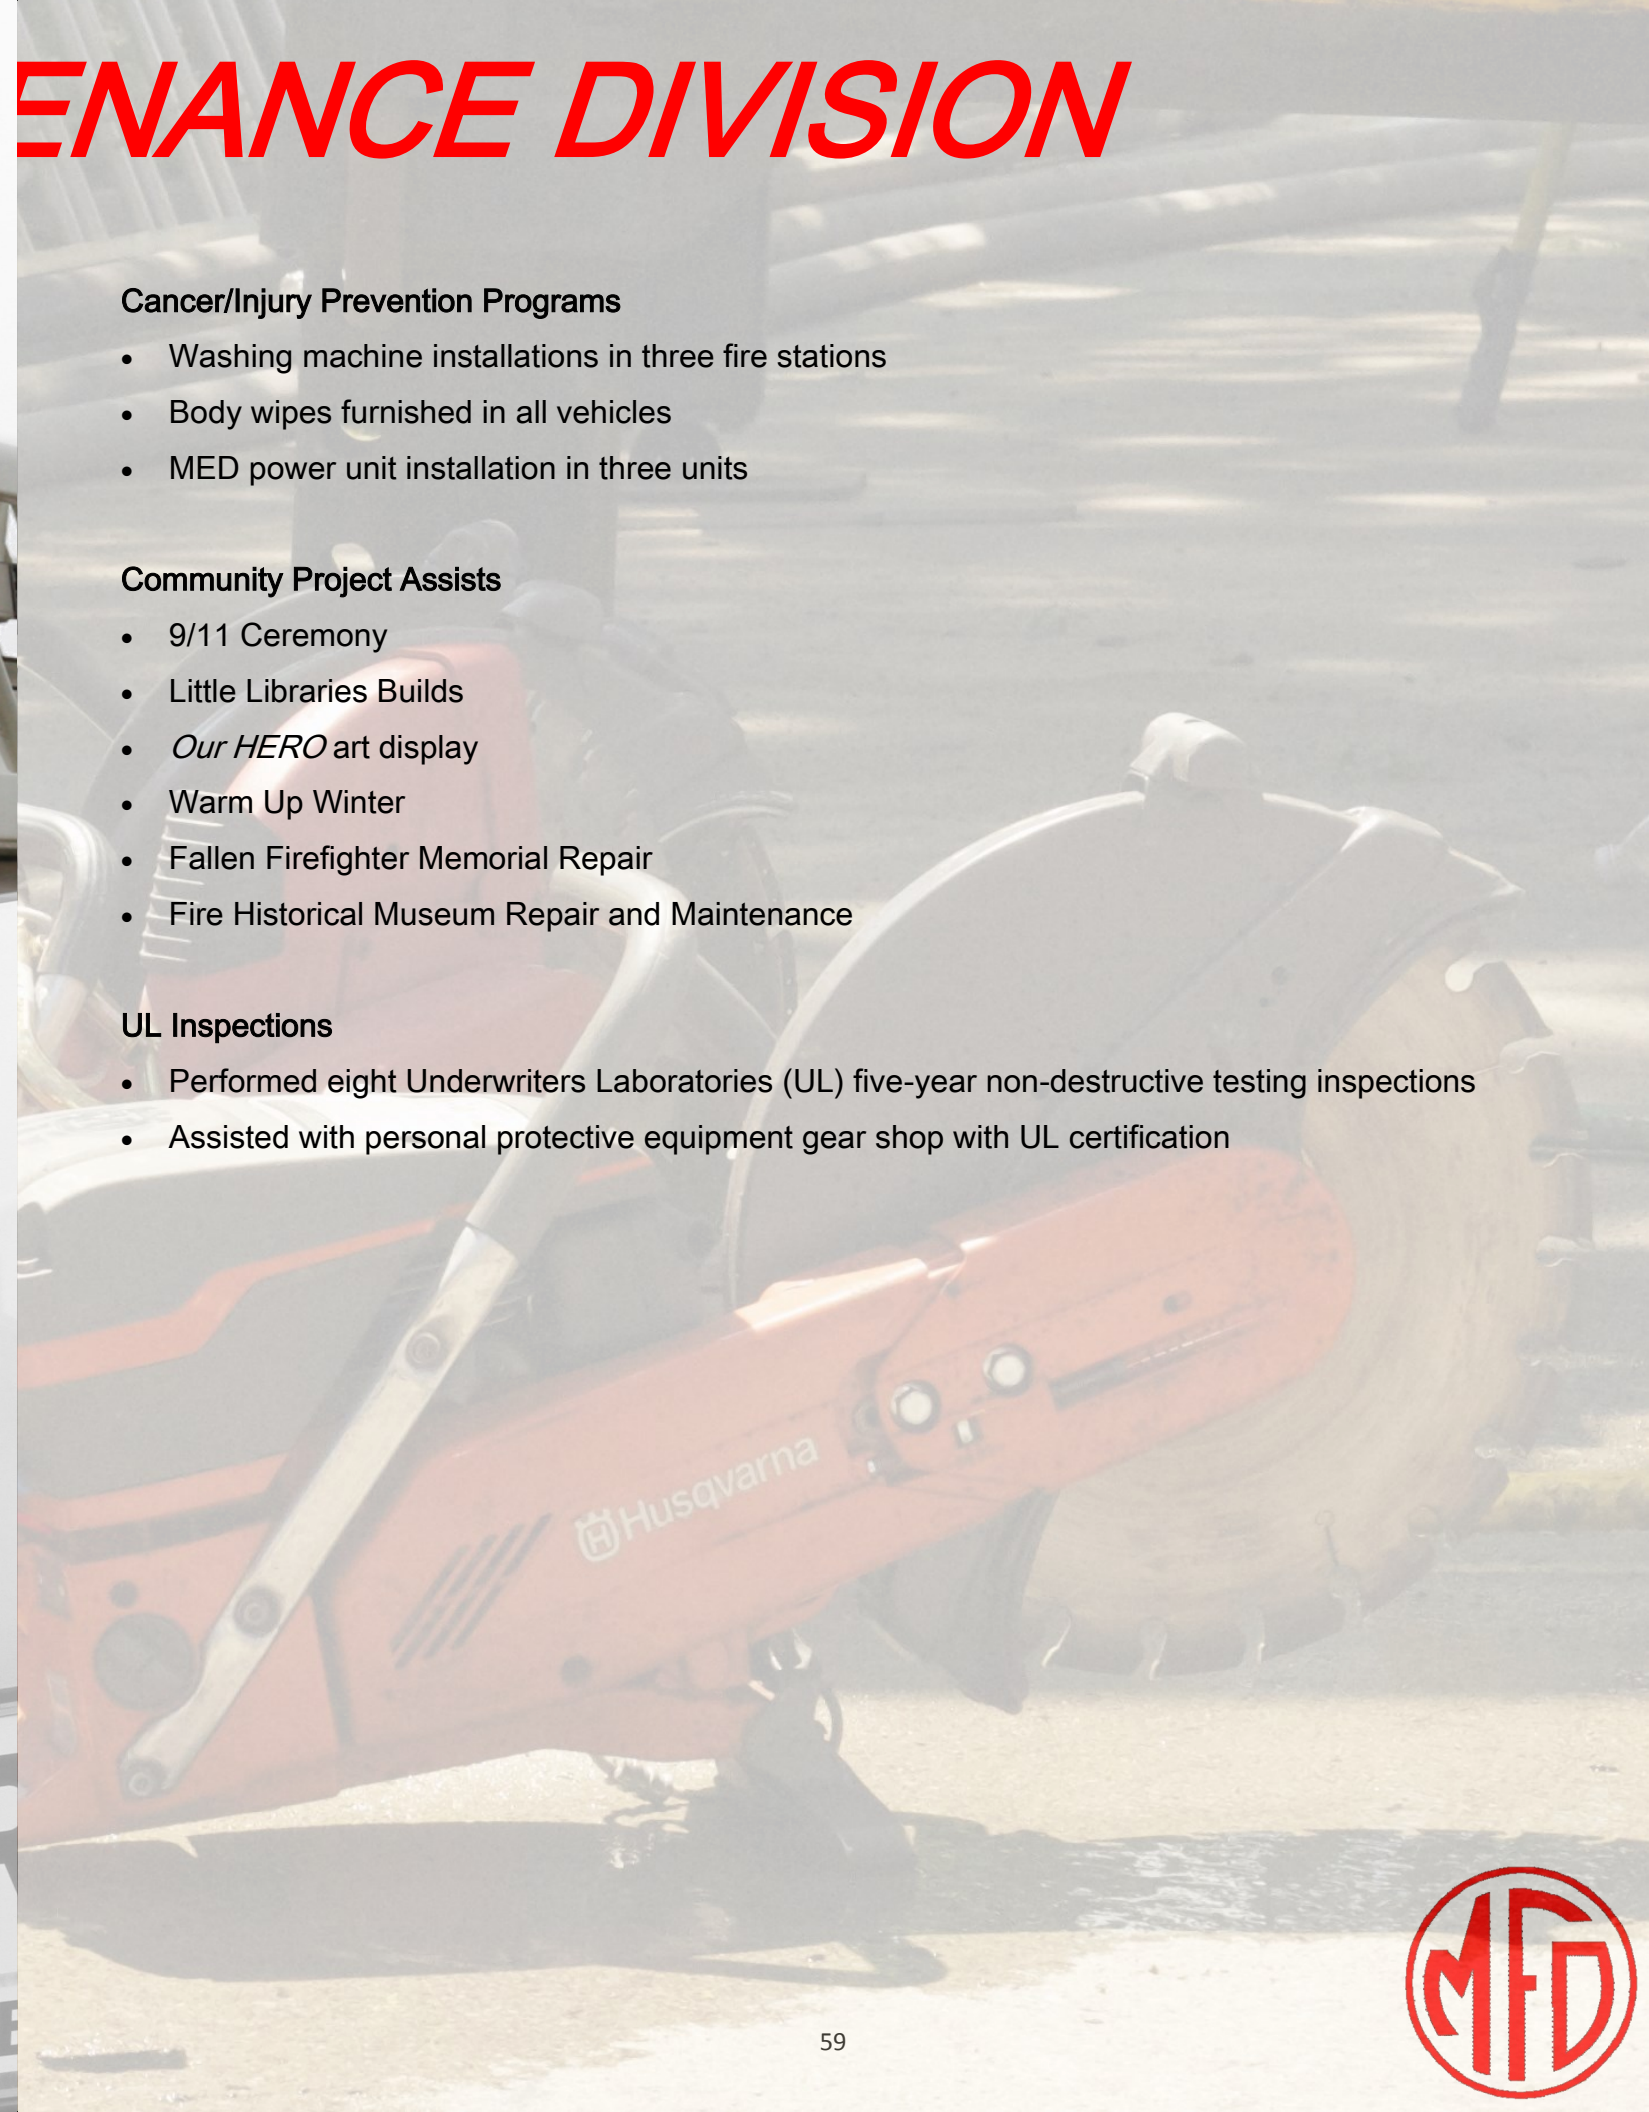 ENANCE DIVISION
Cancer/Injury Prevention Programs
• Washing machine installations in three fire stations
• Body wipes furnished in all vehicles
• MED power unit installation in three units
Community Project Assists
• 9/11 Ceremony
• Little Libraries Builds
• Our HERO art display
• Warm Up Winter
• Fallen Firefighter Memorial Repair
• Fire Historical Museum Repair and Maintenance
UL Inspections
• Performed eight Underwriters Laboratories (UL) five-year non-destructive testing inspections
• Assisted with personal protective equipment gear shop with UL certification
Husqvarna
MFD
59